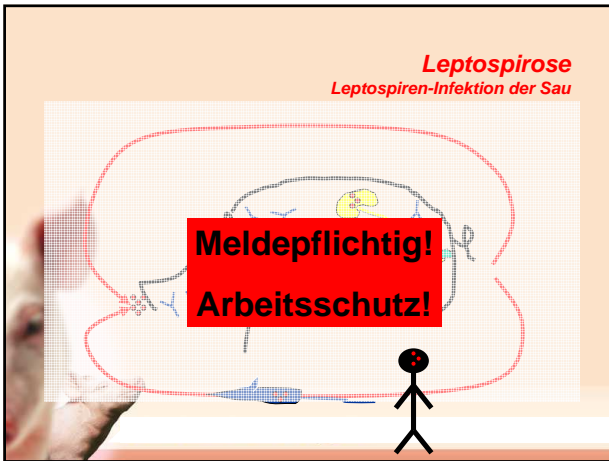 Leptospirose
Leptospiren-Infektion der Sau
Meldepflichtig!
Arbeitsschutz!